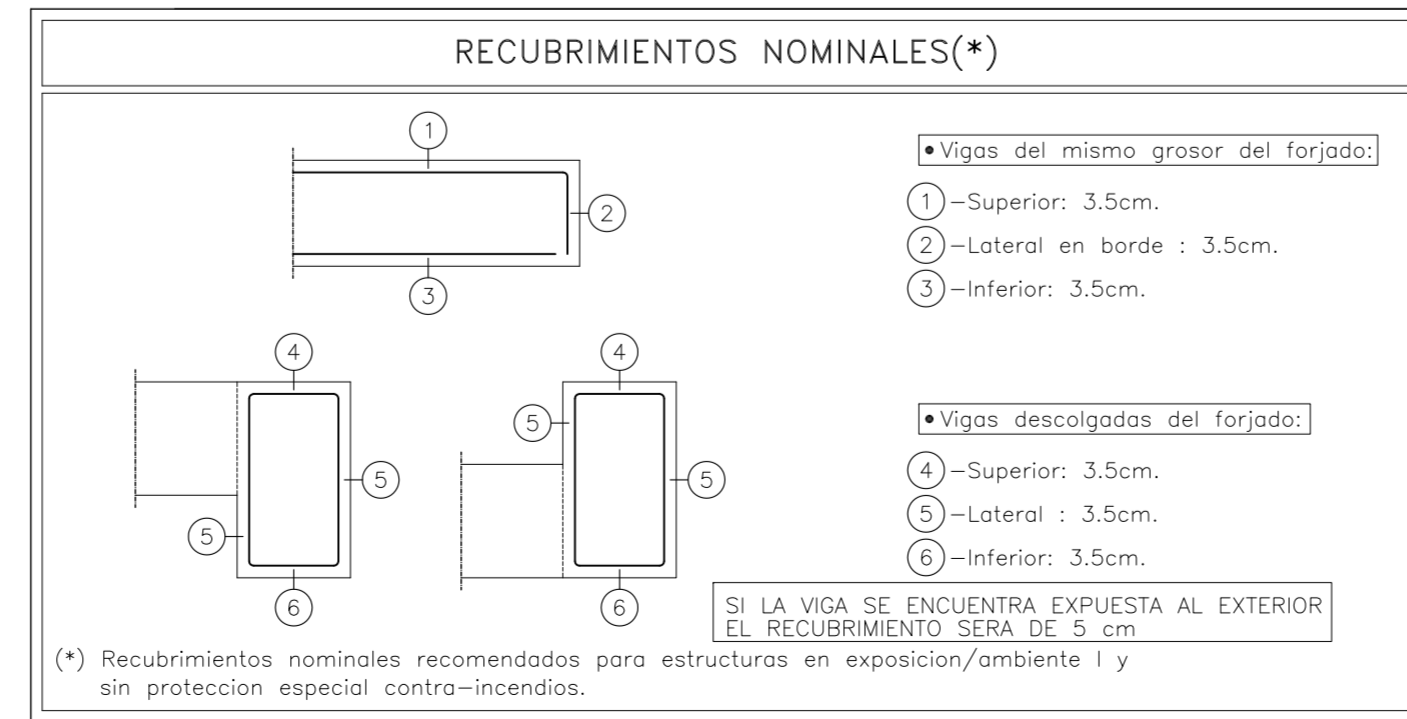 RECUBRIMIENTOS NOMINALES(*)
1
2
3
•Vigas del mismo grosor del forjado:
1-Superior: 3.5cm.
2-Lateral en borde : 3.5cm.
3-Inferior: 3.5cm.
4
5
5
6
4
5
5
6
•Vigas descolgadas del forjado:
4-Superior: 3.5cm.
5-Lateral : 3.5cm.
6-Inferior: 3.5cm.
SI LA VIGA SE ENCUENTRA EXPUESTA AL EXTERIOR
EL RECUBRIMIENTO SERA DE 5 cm
(*) Recubrimientos nominales recomendados para estructuras en exposicion/ambiente I y
sin proteccion especial contra-incendios.